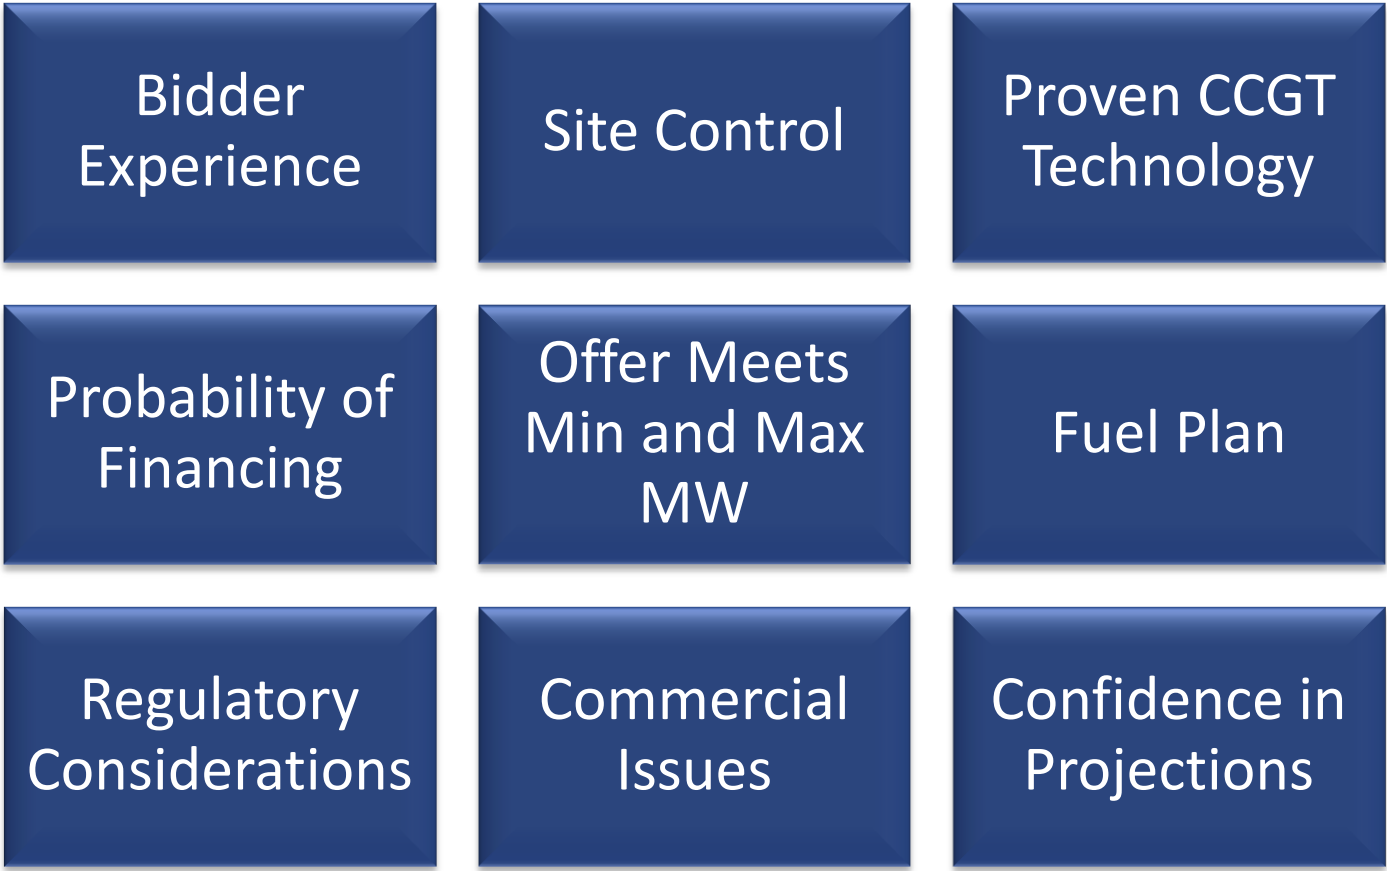 Bidder
Experience
Site Control
Proven CCGT
Technology
Probability of
Financing
Offer Meets
Min and Max
MW
Fuel Plan
Regulatory
Considerations
Commercial
Issues
Confidence in
Projections